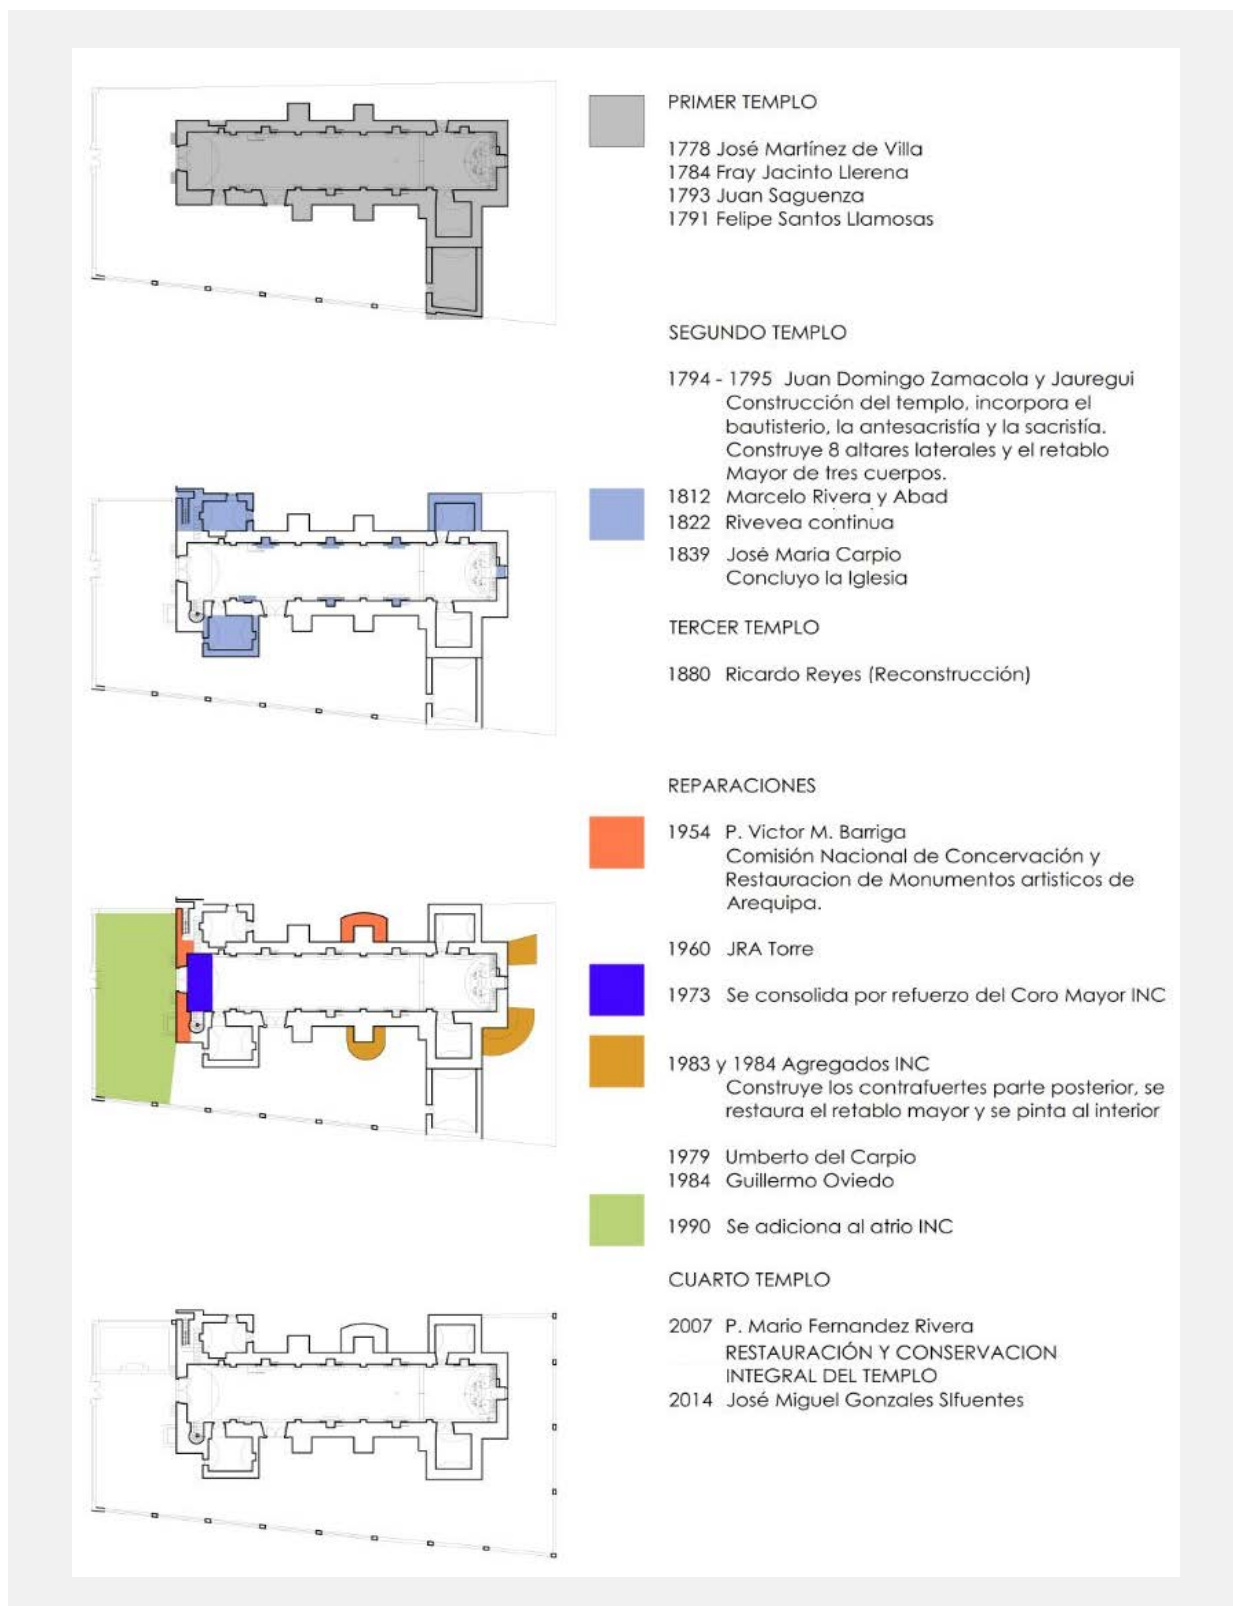 PRIMER TEMPLO
1778 José Martínez de Villa
1784 Fray Jacinto Llerena
1793 Juan Saguenza
1791 Felipe Santos Llamosas
SEGUNDO TEMPLO
1794 - 1795 Juan Domingo Zamacola y Jauregui
Construcción del templo, incorpora el
bautisterio, la antesacristía y la sacristía.
Construye 8 altares laterales y el retablo
Mayor de tres cuerpos.
1812 Marcelo Rivera y Abad
1822 Rivevea continua
1839 José Maria Carpio
Concluyo la Iglesia
TERCER TEMPLO
1880 Ricardo Reyes (Reconstrucción)
REPARACIONES
1954 P. Victor M. Barriga
Comisión Nacional de Concervación y
Restauracion de Monumentos artisticos de
Arequipa.
1960 JRA Torre
1973 Se consolida por refuerzo del Coro Mayor INC
1983 y 1984 Agregados INC
Construye los contrafuertes parte posterior, se
restaura el retablo mayor y se pinta al interior
1979 Umberto del Carpio
1984 Guillermo Oviedo
1990 Se adiciona al atrio INC
CUARTO TEMPLO
2007 P. Mario Fernandez Rivera
RESTAURACIÓN Y CONSERVACION
INTEGRAL DEL TEMPLO
2014 José Miguel Gonzales SIfuentes